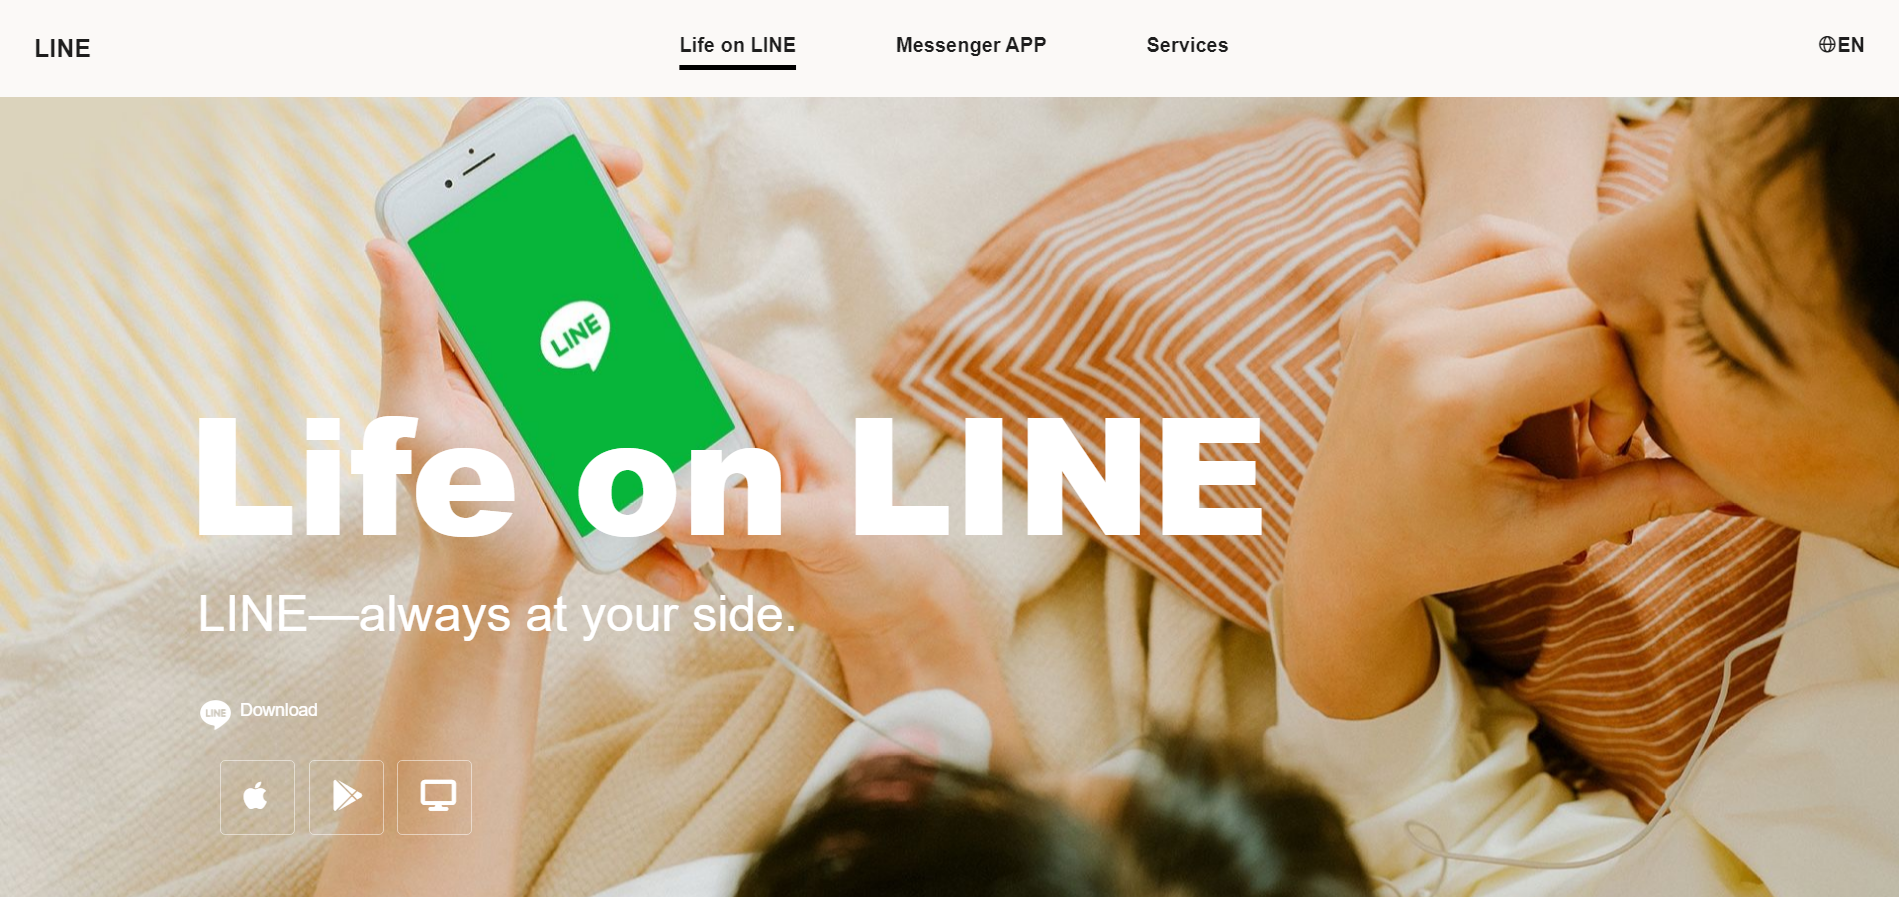 LINE
Life on LINE
Messenger APP
Services
EN
LINE
Life on LINE
LINE—always at your side.
LINE
Download